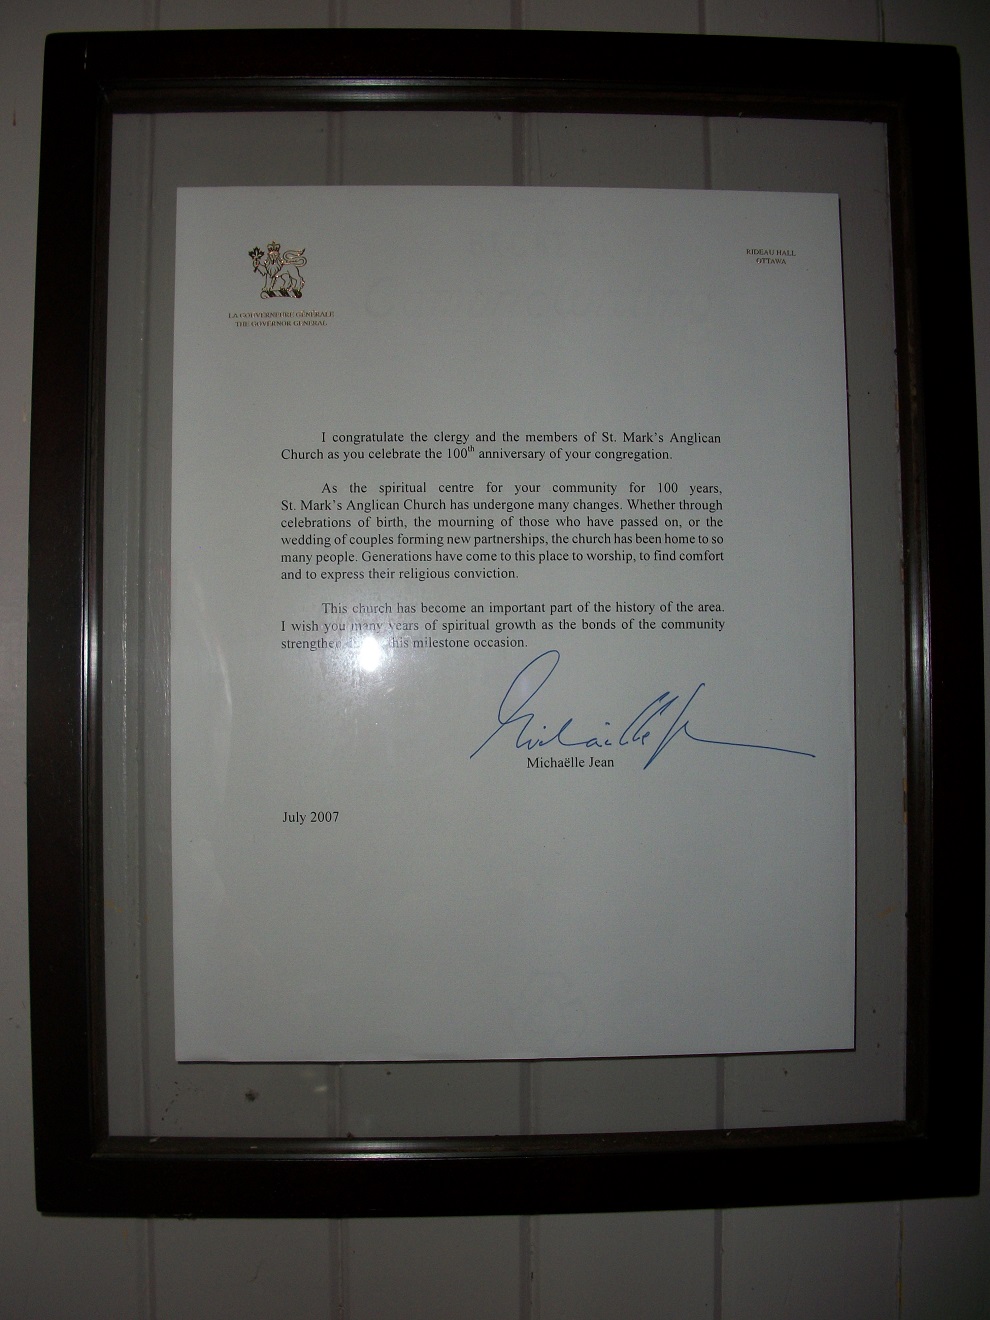 LA GOUVERNEURE GÉNÉRALE
THE GOVERNOR GENERAL
RIDEAU HALL
OTTAWA
I congratulate the clergy and the members of St. Mark's Anglican
Church as you celebrate the 100th anniversary of your congregation.
As the spiritual centre for your community for 100 years,
St. Mark's Anglican Church has undergone many changes. Whether through
celebrations of birth, the mourning of those who have passed on, or the
wedding of couples forming new partnerships, the church has been home to so
many people. Generations have come to this place to worship, to find comfort
and to express their religious conviction.
This church has become an important part of the history of the area.
I wish you many years of spiritual growth as the bonds of the community
strengthen this milestone occasion.
Michaëlle Jean
Michaëlle Jean
July 2007